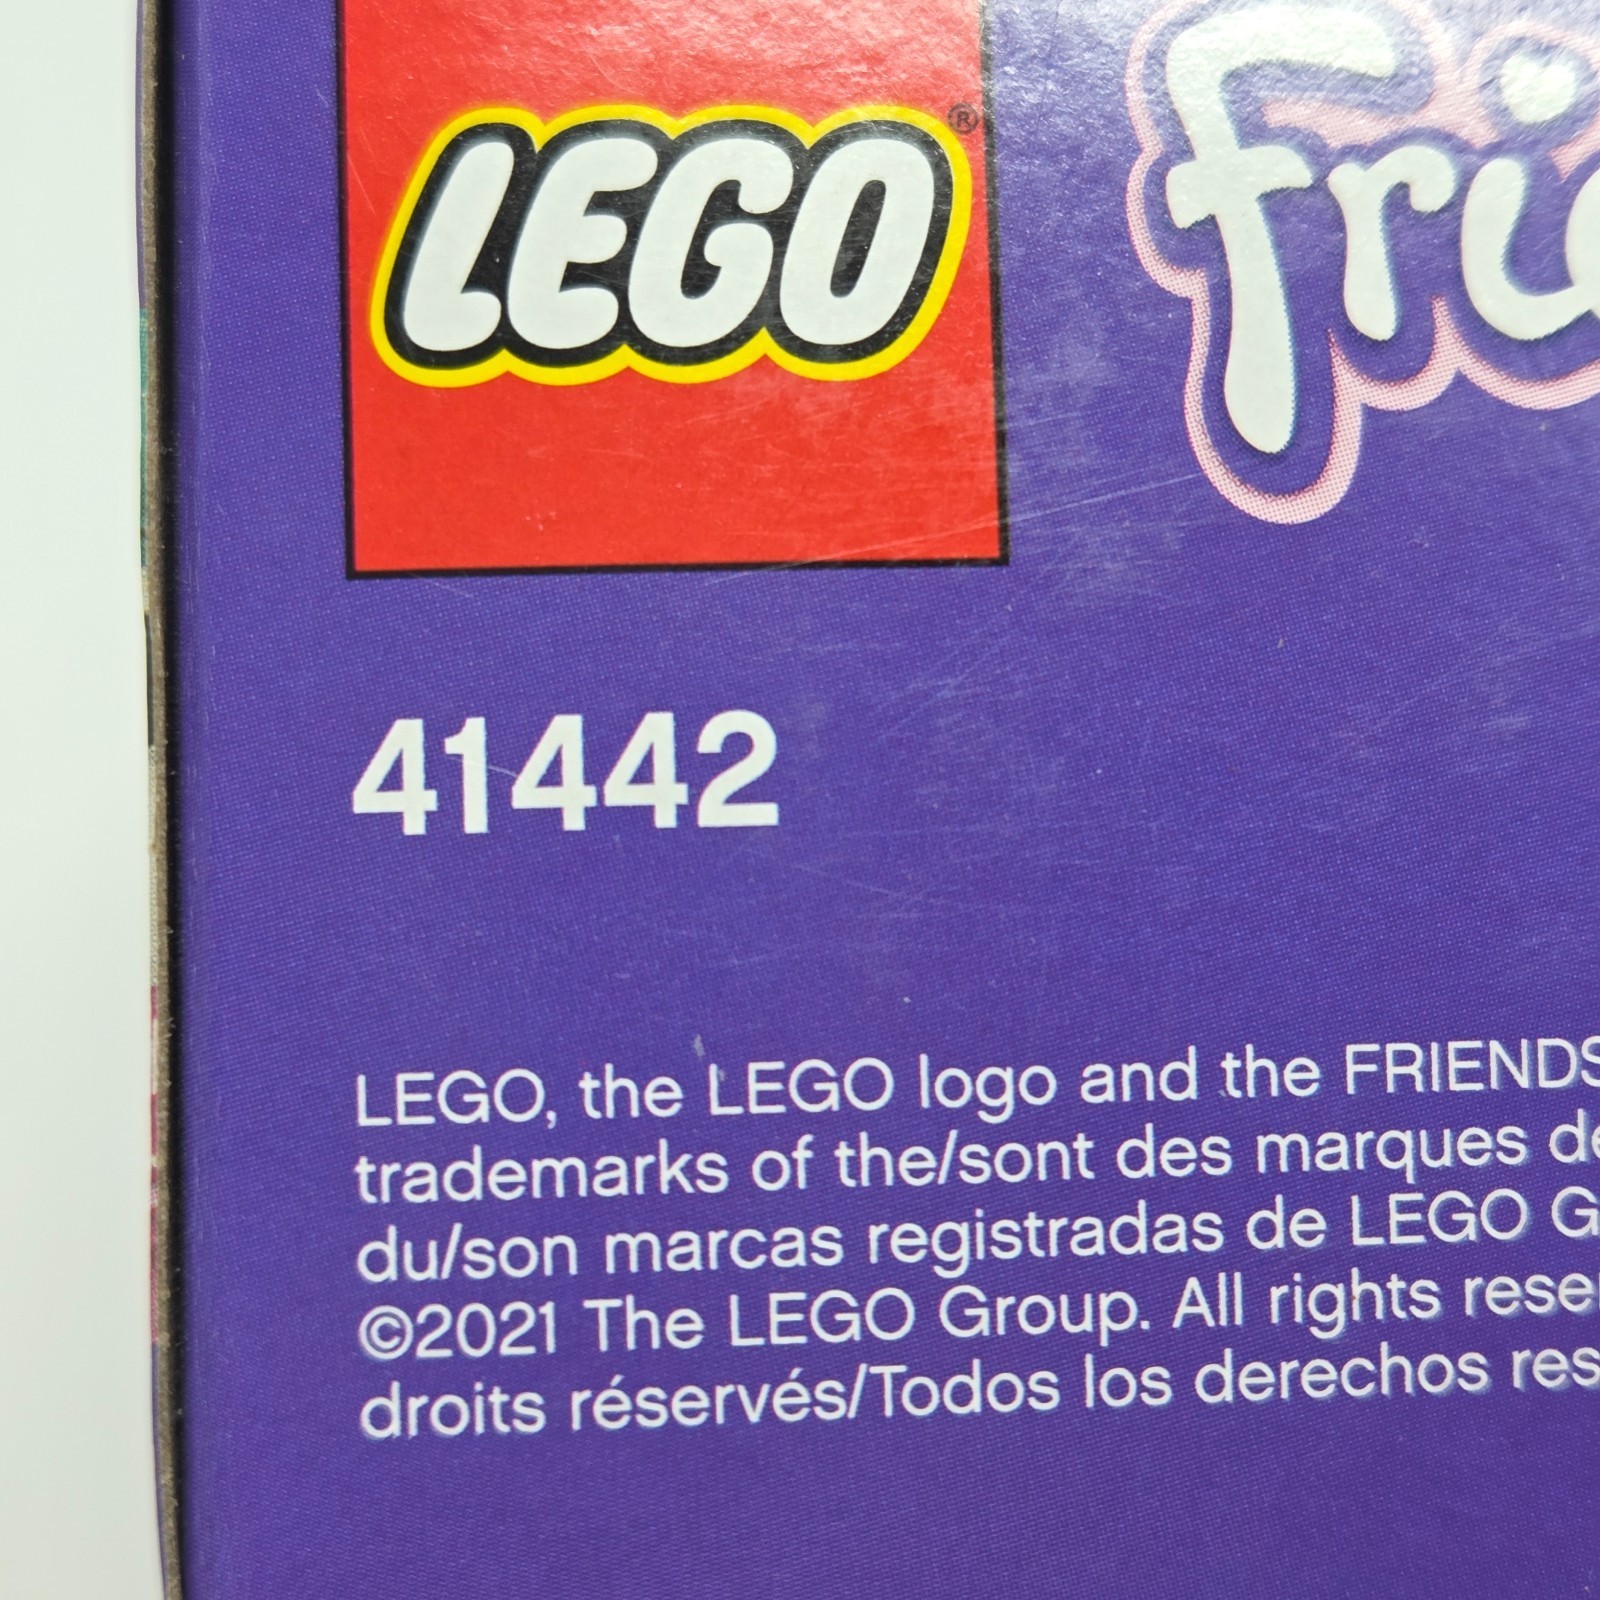 LEGO®
41442
LEGO, the LEGO logo and the FRIENDS
trademarks of the/sont des marques
du/son marcas registradas de LEGO
©2021 The LEGO Group. All rights
droits réservés/Todos los derechos